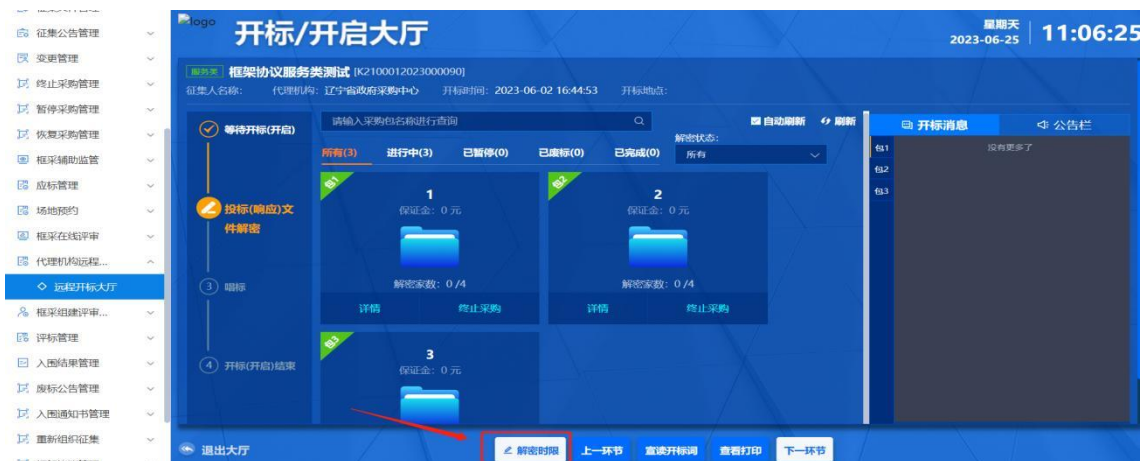 征集公告管理
变更管理
终止采购管理
暂停采购管理
恢复采购管理
框采辅助监管
应标管理
场地预约
框采在线评审
代理机构远程...
远程开标大厅
框采组建评审...
评标管理
入围结果管理
废标公告管理
入围通知书管理
重新组织征集
logo 开标/开启大厅
星期天
2023-06-25
11:06:25
服务类 框架协议服务类测试 [K2100012023000090]
征集人名称: 代理机构: 辽宁省政府采购中心 开标时间: 2023-06-02 16:44:53 开标地点:
等待开标(开启)
投标(响应)文件解密
3 唱标
4 开标(开启)结束
请输入采购包名称进行查询
自动刷新 刷新
所有(3) 进行中(3) 已暂停(0) 已废标(0) 已完成(0)
解密状态:
所有
包1
1
保证金: 0 元
解密家数: 0 /4
详情 终止采购
包2
2
保证金: 0 元
解密家数: 0 /4
详情 终止采购
包3
3
保证金: 0 元
开标消息 公告栏
包1
包2
包3
没有更多了
退出大厅
解密时限 上一环节 宣读开标词 查看打印 下一环节